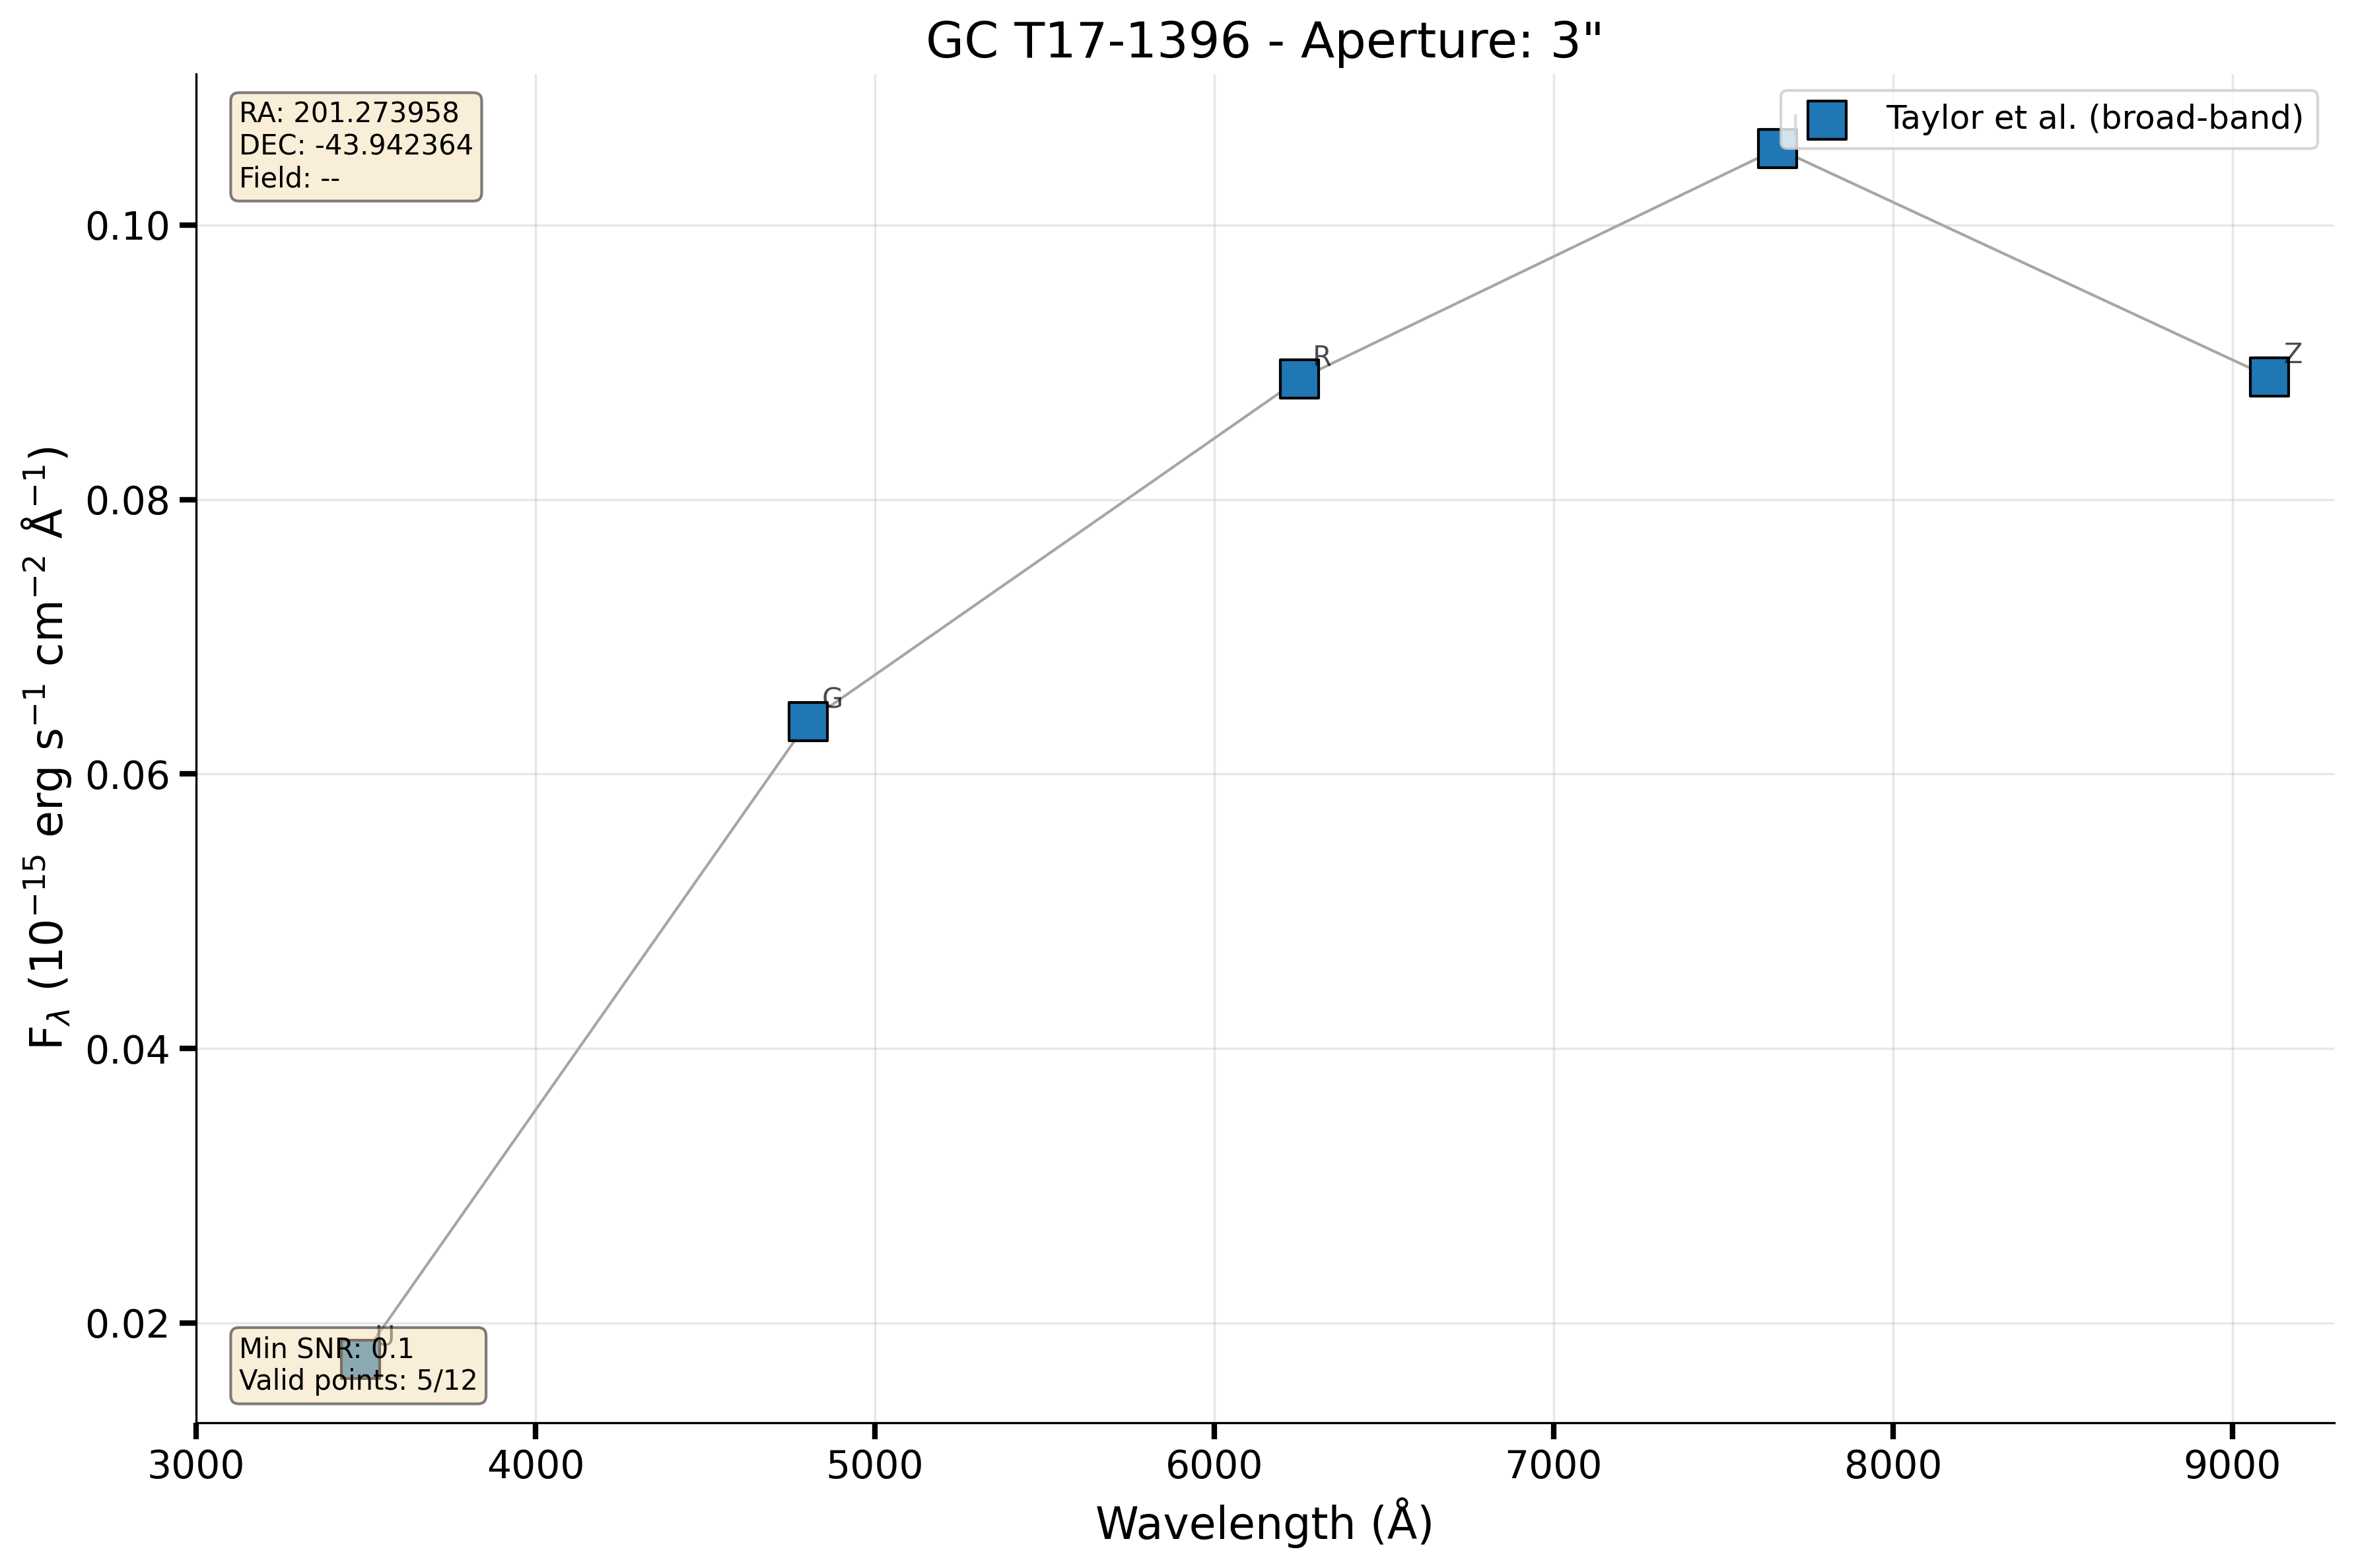 GC T17-1396 - Aperture: 3"
RA: 201.273958
DEC: -43.942364
Field: --
Taylor et al. (broad-band)
I
R
Z
G
U
Min SNR: 0.1
Valid points: 5/12
F_λ (10⁻¹⁵ erg s⁻¹ cm⁻² Å⁻¹)
0.10
0.08
0.06
0.04
0.02
3000 4000 5000 6000 7000 8000 9000
Wavelength (Å)